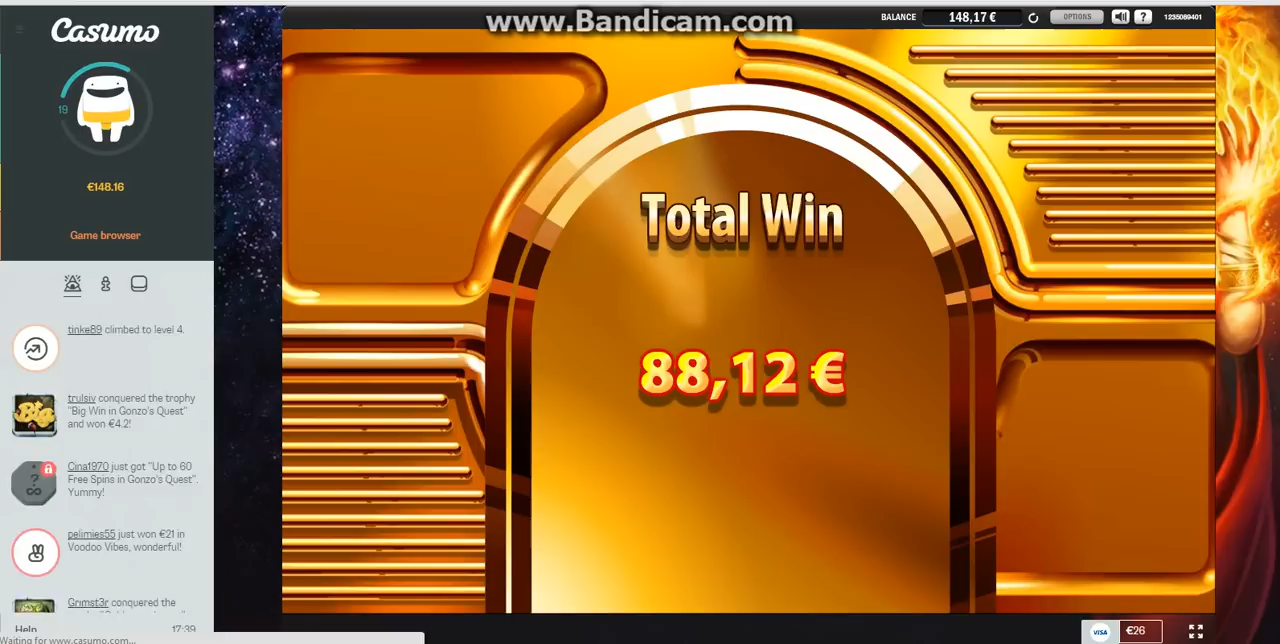 www.Bandicam.com
BALANCE 148,17 € OPTIONS ? 1235089401
Casumo
19
€148.16
Game browser
tinke89 climbed to level 4.
trulsiv conquered the trophy
"Big Win in Gonzo's Quest"
and won €4.2!
Big
Cina1970 just got "Up to 60
Free Spins in Gonzo's Quest".
Yummy!
pelimies55 just won €21 in
Voodoo Vibes, wonderful!
Grimst3r conquered the
Help 17:39
Waiting for www.casumo.com...
Total Win
88,12 €
VISA €26